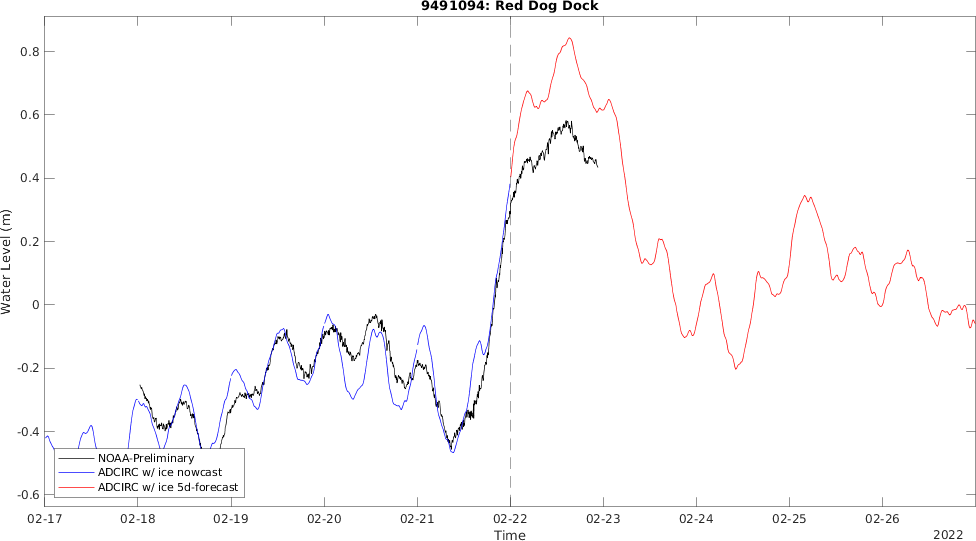 9491094: Red Dog Dock
Water Level (m)
0.8
0.6
0.4
0.2
0
-0.2
-0.4
-0.6
NOAA-Preliminary
ADCIRC w/ ice nowcast
ADCIRC w/ ice 5d-forecast
02-17 02-18 02-19 02-20 02-21 02-22 02-23 02-24 02-25 02-26
Time
2022